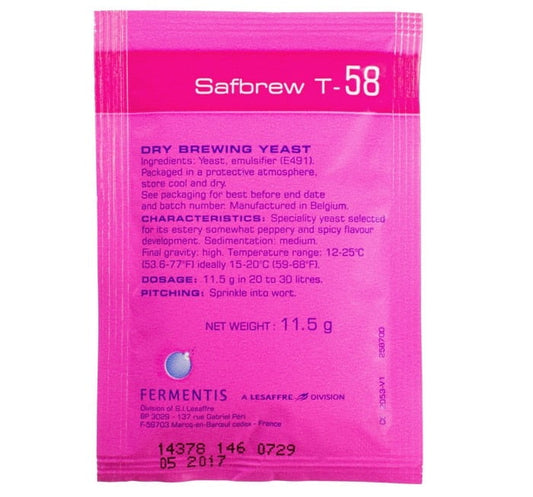 Safbrew T-58
DRY BREWING YEAST
Ingredients: Yeast, emulsifier (E491).
Packaged in a protective atmosphere,
store cool and dry.
See packaging for best before end date
and batch number. Manufactured in Belgium.
CHARACTERISTICS: Speciality yeast selected
for its estery somewhat peppery and spicy flavour
development. Sedimentation: medium.
Final gravity: high. Temperature range: 12-25°C
(53.6-77°F) ideally 15-20°C (59-68°F).
DOSAGE: 11.5 g in 20 to 30 litres.
PITCHING: Sprinkle into wort.
NET WEIGHT: 11.5 g
FERMENTIS A LESAFFRE DIVISION
Division of S.I.Lesaffre
BP 3029 - 137 rue Gabriel Péri
F-59703 Marcq-en-Barœul cedex - France
14378 146 0729
05 2017